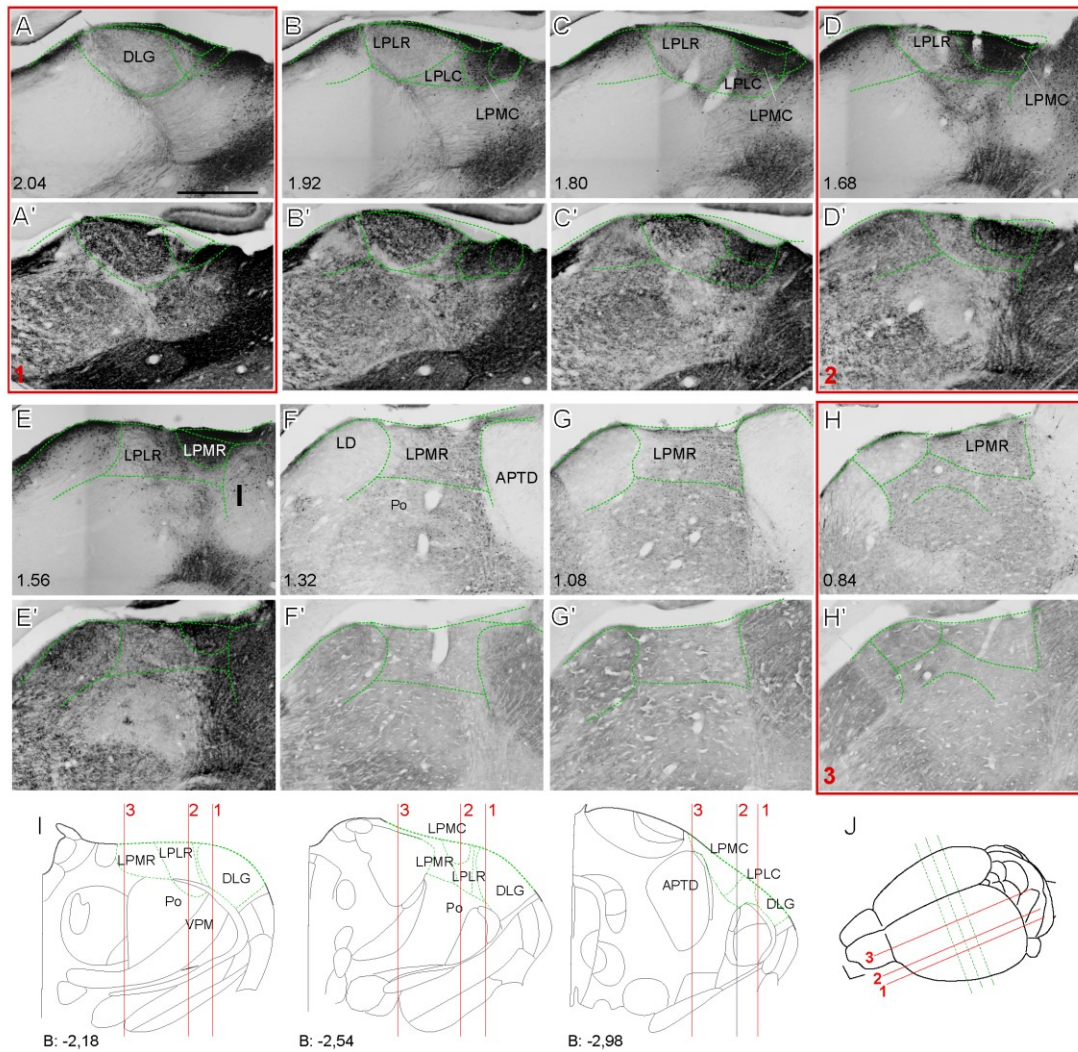 A
DLG
2.04
B
LPLR
LPLC
LPMC
1.92
C
LPLR
LPLC
LPMC
1.80
D
LPLR
LPMC
1.68
A'
1
B'
C'
D'
2
E
LPLR
LPMR
I
1.56
F
LD
LPMR
APTD
Po
1.32
G
LPMR
1.08
H
LPMR
0.84
E'
F'
G'
H'
3
I
3 2 1
LPMR
LPLR
DLG
Po
VPM
B: -2,18
3 2 1
LPMC
LPMR
LPLR
DLG
Po
B: -2,54
3 2 1
LPMC
LPLC
APTD
DLG
B: -2,98
J
3
2
1